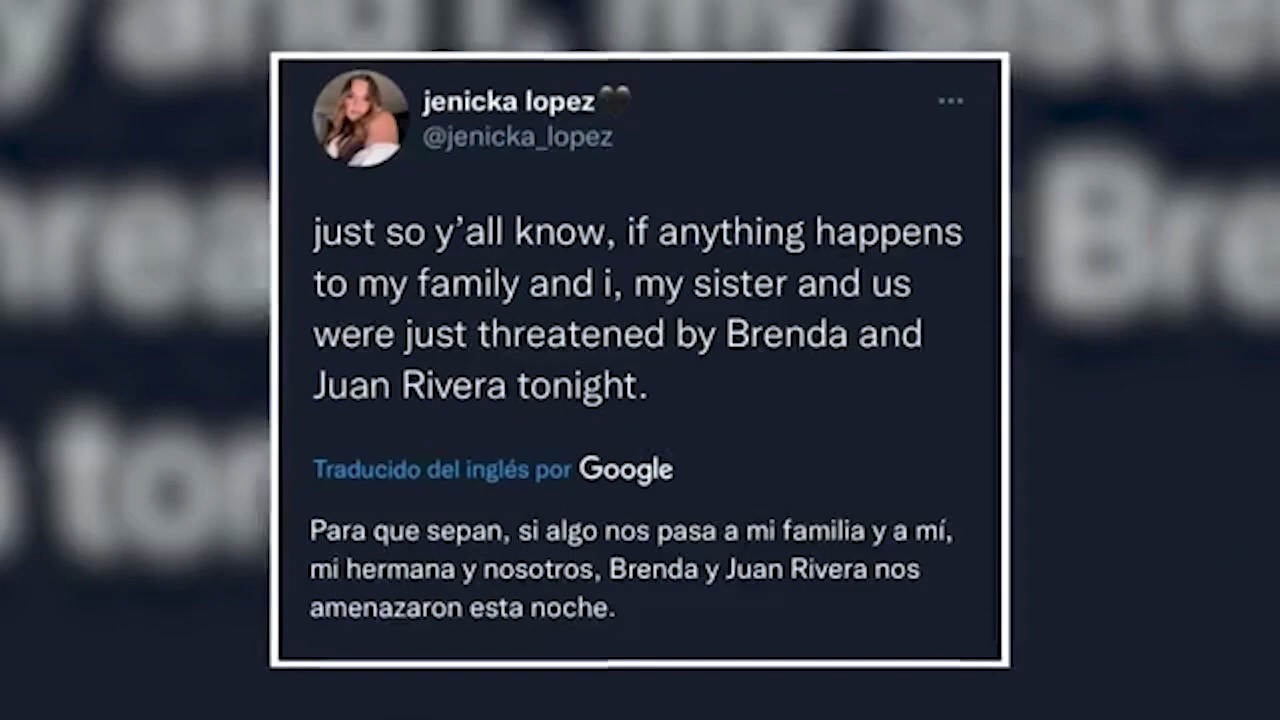 jenicka lopez🖤
@jenicka_lopez
just so y’all know, if anything happens
to my family and i, my sister and us
were just threatened by Brenda and
Juan Rivera tonight.
Traducido del inglés por Google
Para que sepan, si algo nos pasa a mi familia y a mí,
mi hermana y nosotros, Brenda y Juan Rivera nos
amenazaron esta noche.